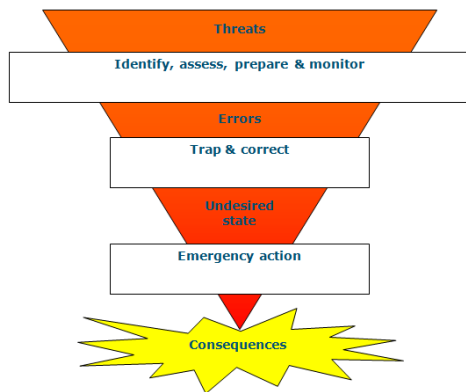 Threats
Identify, assess, prepare & monitor
Errors
Trap & correct
Undesired
state
Emergency action
Consequences